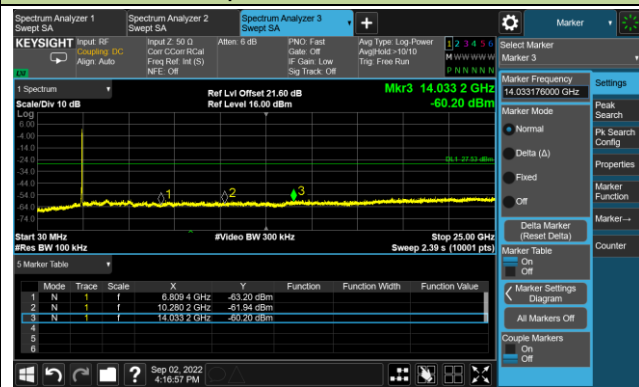 Spectrum Analyzer 1
Swept SA
Spectrum Analyzer 2
Swept SA
Spectrum Analyzer 3
Swept SA
Marker
KEYSIGHT
Input: RF
Coupling: DC
Align: Auto
Input Z: 50 Ω
Corr CCorr RCal
Freq Ref: Int (S)
NFE: Off
Atten: 6 dB
PNO: Fast
Gate: Off
IF Gain: Low
Sig Track: Off
Avg Type: Log-Power
Avg|Hold >10/10
Trig: Free Run
1 2 3 4 5 6
M W W W W W
P N N N N N
LXI
1 Spectrum
Scale/Div 10 dB
Log
Ref Lvl Offset 21.60 dB
Ref Level 16.00 dBm
Mkr3 14.033 2 GHz
-60.20 dBm
6.00
-4.00
-14.0
-24.0
-34.0
-44.0
-54.0
-64.0
-74.0
DL1 -27.53 dBm
1
2
3
Start 30 MHz
#Res BW 100 kHz
#Video BW 300 kHz
Stop 25.00 GHz
Sweep 2.39 s (10001 pts)
5 Marker Table
Mode Trace Scale X Y Function Function Width Function Value
1 N 1 f 6.809 4 GHz -63.20 dBm
2 N 1 f 10.280 2 GHz -61.94 dBm
3 N 1 f 14.033 2 GHz -60.20 dBm
4
5
6
Select Marker
Marker 3
Marker Frequency
14.033176000 GHz
Marker Mode
Normal
Delta (Δ)
Fixed
Off
Delta Marker
(Reset Delta)
Marker Table
On
Off
Marker Settings
Diagram
All Markers Off
Couple Markers
On
Off
Settings
Peak
Search
Pk Search
Config
Properties
Marker
Function
Marker→
Counter
Sep 02, 2022
4:16:57 PM